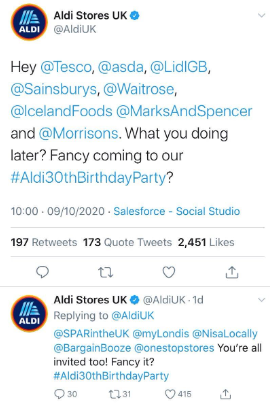 Aldi Stores UK
@AldiUK
ALDI
Hey @Tesco, @asda, @LidlGB,
@Sainsburys, @Waitrose,
@IcelandFoods @MarksAndSpencer
and @Morrisons. What you doing
later? Fancy coming to our
#Aldi30thBirthdayParty?
10:00 · 09/10/2020 · Salesforce - Social Studio
197 Retweets 173 Quote Tweets 2,451 Likes
Aldi Stores UK @AldiUK · 1d
ALDI
Replying to @AldiUK
@SPARintheUK @myLondis @NisaLocally
@BargainBooze @onestopstores You're all
invited too! Fancy it?
#Aldi30thBirthdayParty
30 31 415